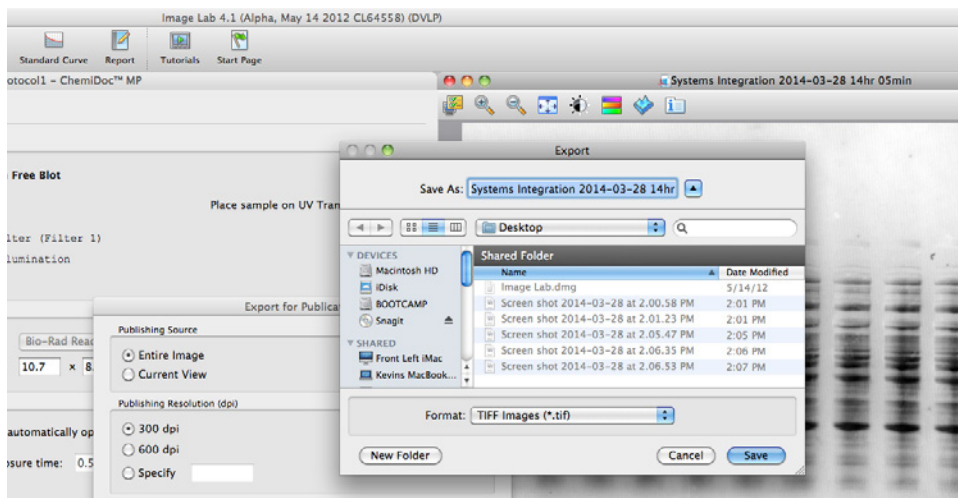 Image Lab 4.1 (Alpha, May 14 2012 CL64558) (DVLP)
Standard Curve Report Tutorials Start Page
otocol1 – ChemiDoc™ MP
Systems Integration 2014-03-28 14hr 05min
Export
Free Blot
Save As: Systems Integration 2014-03-28 14hr
Place sample on UV Tran
Desktop
lter (Filter 1)
lumination
DEVICES
Macintosh HD
iDisk
BOOTCAMP
Snagit
SHARED
Front Left iMac
Kevins MacBook...
Shared Folder
Name Date Modified
Image Lab.dmg 5/14/12
Screen shot 2014-03-28 at 2.00.58 PM 2:01 PM
Screen shot 2014-03-28 at 2.01.23 PM 2:01 PM
Screen shot 2014-03-28 at 2.05.47 PM 2:05 PM
Screen shot 2014-03-28 at 2.06.35 PM 2:06 PM
Screen shot 2014-03-28 at 2.06.53 PM 2:07 PM
Format: TIFF Images (*.tif)
New Folder Cancel Save
Export for Publica
Publishing Source
Entire Image
Current View
Publishing Resolution (dpi)
300 dpi
600 dpi
Specify
Bio-Rad Read
10.7 × 8.
automatically op
osure time: 0.5